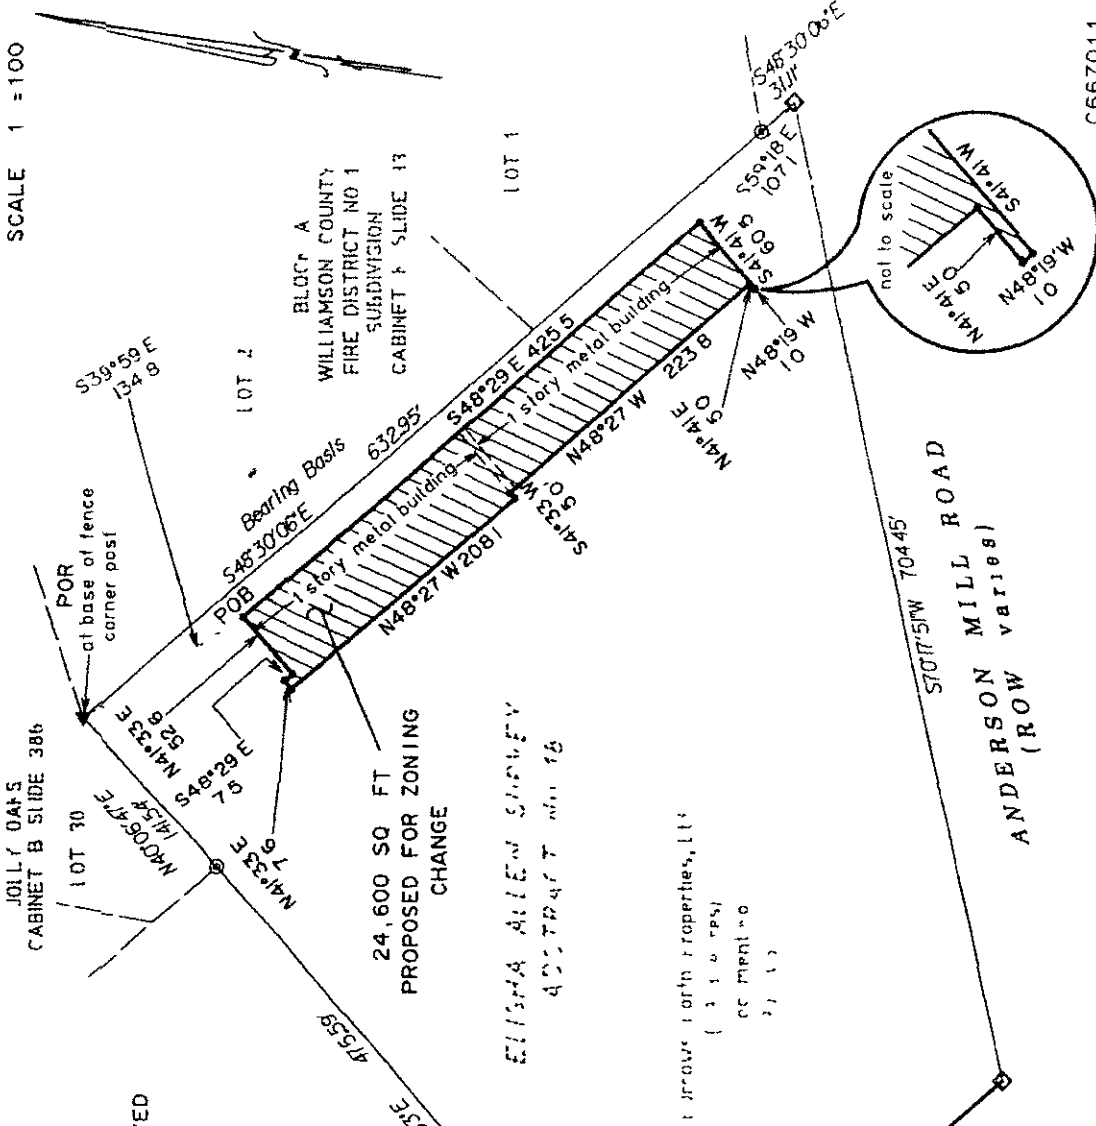 SCALE 1 =100
JOLLY OAKS
CABINET B SLIDE 386
LOT 30
POR
at base of fence
corner post
S39°59 E
134 8
LOT 2
BLOCK A
WILLIAMSON COUNTY
FIRE DISTRICT NO 1
SUBDIVISION
CABINET SLIDE 13
LOT 1
Bearing Basis
S48°30'06"E
632.95'
POB
S48°29 E 425 5
1 story metal building
1 story metal building
N40°06'47"E
141.54'
N41°33 E
52 6
S48°29 E
7 5
N41°33 E
7 6
N48°27 W 208 1
S41°33 W
5 0'
N48°27 W 223 8
N41°41 E
5 0
N48°19 W
1 0
S41°41 W
60 5
S59°18 E
107 1
S48°30'06"E
31.11'
24,600 SQ FT
PROPOSED FOR ZONING
CHANGE
ELISHA ALLEN SURVEY
ABSTRACT No 18
475.59'
not to scale
S41°41 W
N41°41 E
5 0
N48°19' W
1 0
S70°17'51"W 704 45'
ANDERSON MILL ROAD
(ROW varies)